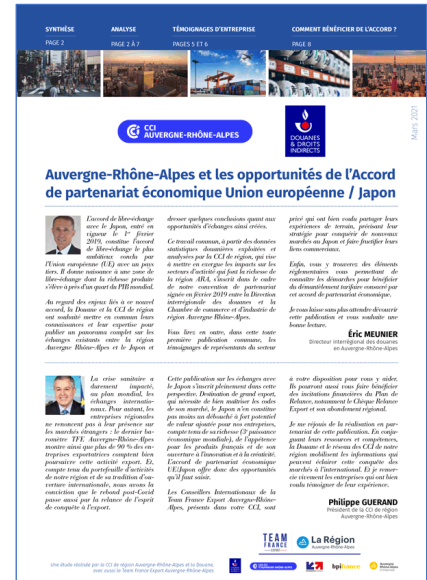 SYNTHÈSE
PAGE 2
ANALYSE
PAGE 2 À 7
TÉMOIGNAGES D'ENTREPRISE
PAGES 5 ET 6
COMMENT BÉNÉFICIER DE L'ACCORD ?
PAGE 8
Mars 2021
CCI
AUVERGNE-RHÔNE-ALPES
DOUANES
& DROITS
INDIRECTS
Auvergne-Rhône-Alpes et les opportunités de l'Accord
de partenariat économique Union européenne / Japon
L'accord de libre-échange
avec le Japon, entré en
vigueur le 1er février
2019, constitue l'accord
de libre-échange le plus
ambitieux conclu par
l'Union européenne (UE) avec un pays
tiers. Il donne naissance à une zone de
libre-échange dont la richesse produite
s'élève à près d'un quart du PIB mondial.
Au regard des enjeux liés à ce nouvel
accord, la Douane et la CCI de région
ont souhaité mettre en commun leurs
connaissances et leur expertise pour
publier un panorama complet sur les
échanges existants entre la région
Auvergne Rhône-Alpes et le Japon et
dresser quelques conclusions quant aux
opportunités d'échanges ainsi créées.
Ce travail commun, à partir des données
statistiques douanières exploitées et
analysées par la CCI de région, qui vise
à mettre en exergue les impacts sur les
secteurs d'activité qui font la richesse de
la région ARA, s'inscrit dans le cadre
de notre convention de partenariat
signée en février 2019 entre la Direction
interrégionale des douanes et la
Chambre de commerce et d'industrie de
région Auvergne Rhône-Alpes.
Vous lirez en outre, dans cette toute
première publication commune, les
témoignages de représentants du secteur
privé qui ont bien voulu partager leurs
expériences de terrain, précisant leur
stratégie pour conquérir de nouveaux
marchés au Japon et faire fructifier leurs
liens commerciaux.
Enfin, vous y trouverez des éléments
réglementaires vous permettant de
connaître les démarches pour bénéficier
du démantèlement tarifaire consacré par
cet accord de partenariat économique.
Je vous laisse sans plus attendre découvrir
cette publication et vous souhaite une
bonne lecture.
Éric MEUNIER
Directeur interrégional des douanes
en Auvergne-Rhône-Alpes
La crise sanitaire a
durement impacté,
au plan mondial, les
échanges internatio-
naux. Pour autant, les
entreprises régionales
ne renoncent pas à leur présence sur
les marchés étrangers : le dernier ba-
romètre TFE Auvergne-Rhône-Alpes
montre ainsi que plus de 90 % des en-
treprises exportatrices comptent bien
poursuivre cette activité export. Et,
compte tenu du portefeuille d'activités
de notre région et de sa tradition d'ou-
verture internationale, nous avons la
conviction que le rebond post-Covid
passe aussi par la relance de l'esprit
de conquête à l'export.
Cette publication sur les échanges avec
le Japon s'inscrit pleinement dans cette
perspective. Destination de grand export,
qui nécessite de bien maîtriser les codes
de son marché, le Japon n'en constitue
pas moins un débouché à fort potentiel
de valeur ajoutée pour nos entreprises,
compte tenu de sa richesse (3e puissance
économique mondiale), de l'appétence
pour les produits français et de son
ouverture à l'innovation et à la créativité.
L'accord de partenariat économique
UE/Japon offre donc des opportunités
qu'il faut saisir.
Les Conseillers Internationaux de la
Team France Export Auvergne-Rhône-
Alpes, présents dans votre CCI, sont
à votre disposition pour vous y aider.
Ils pourront aussi vous faire bénéficier
des incitations financières du Plan de
Relance, notamment le Chèque Relance
Export et son abondement régional.
Je me réjouis de la réalisation en par-
tenariat de cette publication. En conju-
guant leurs ressources et compétences,
la Douane et le réseau des CCI de notre
région mobilisent les informations qui
peuvent éclairer cette conquête des
marchés à l'international. Et je remer-
cie vivement les entreprises qui ont bien
voulu témoigner de leur expérience.
Philippe GUERAND
Président de la CCI de région
Auvergne-Rhône-Alpes
TEAM
FRANCE
EXPORT
La Région
Auvergne-Rhône-Alpes
Une étude réalisée par la CCI de région Auvergne-Rhône-Alpes et la Douane,
avec aussi la Team France Export Auvergne-Rhône-Alpes
bpifrance